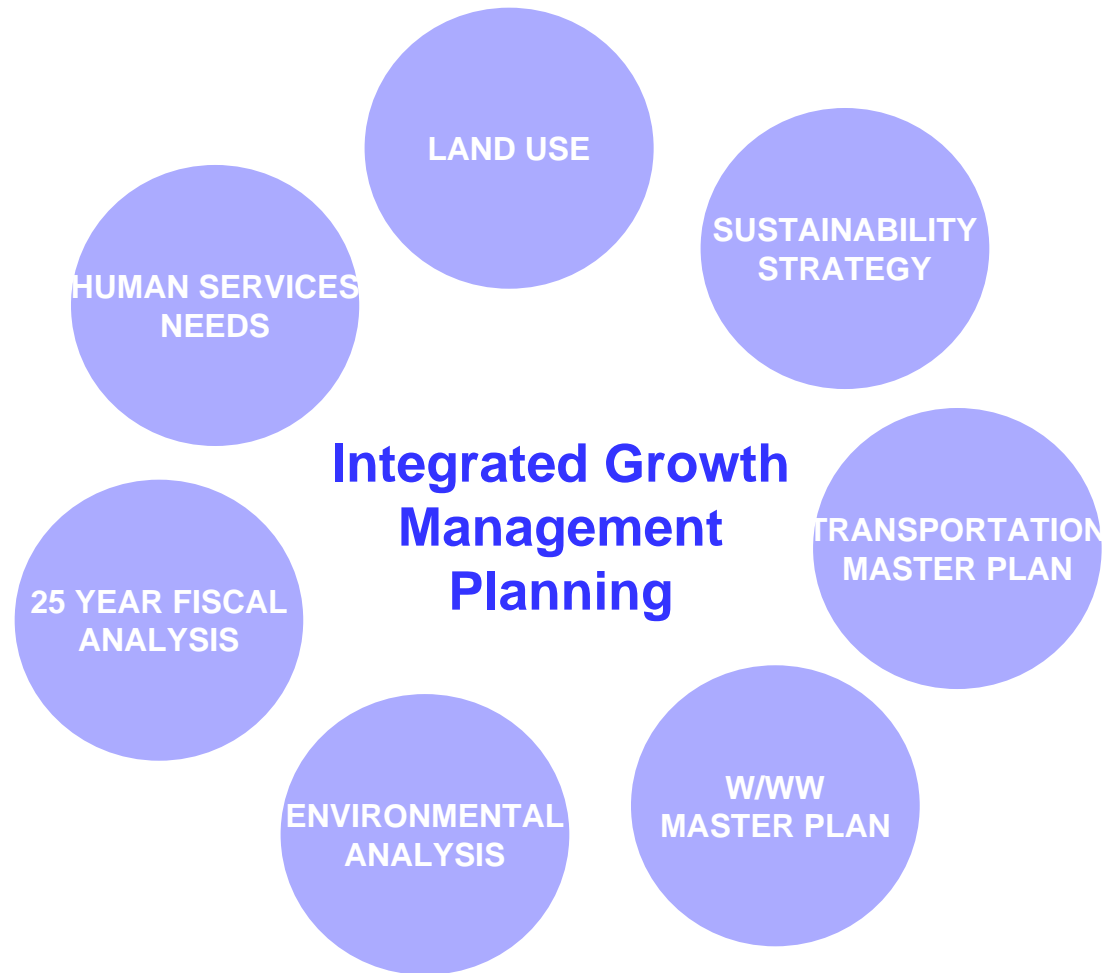 LAND USE
SUSTAINABILITY
STRATEGY
HUMAN SERVICES
NEEDS
Integrated Growth
Management
Planning
TRANSPORTATION
MASTER PLAN
25 YEAR FISCAL
ANALYSIS
W/WW
MASTER PLAN
ENVIRONMENTAL
ANALYSIS